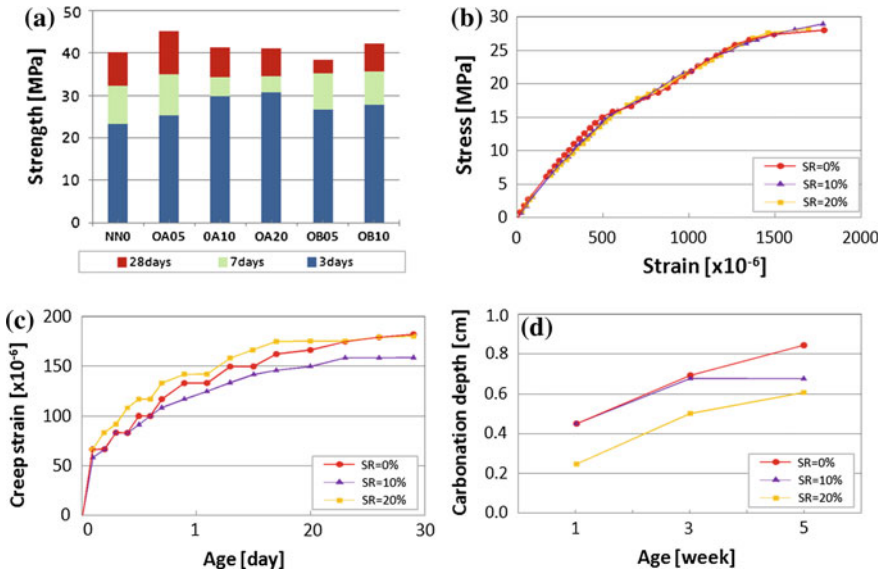 (a)
Strength [MPa]
50
40
30
20
10
0
NN0 OA05 0A10 OA20 OB05 OB10
28days 7days 3days
(b)
Stress [MPa]
30
25
20
15
10
5
0
0 500 1000 1500 2000
Strain [x10-6]
SR=0%
SR=10%
SR=20%
(c)
Creep strain [x10-6]
200
150
100
50
0
0 1 20 30
Age [day]
SR=0%
SR=10%
SR=20%
(d)
Carbonation depth [cm]
1.0
0.8
0.6
0.4
0.2
0.0
1 3 5
Age [week]
SR=0%
SR=10%
SR=20%